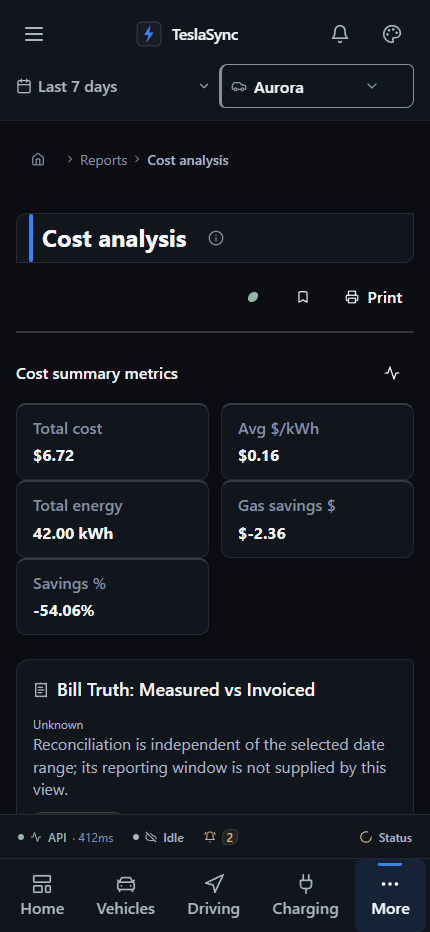 TeslaSync
Last 7 days
Aurora
Reports
Cost analysis
Cost analysis
Print
Cost summary metrics
Total cost
$6.72
Avg $/kWh
$0.16
Total energy
42.00 kWh
Gas savings $
$-2.36
Savings %
-54.06%
Bill Truth: Measured vs Invoiced
Unknown
Reconciliation is independent of the selected date
range; its reporting window is not supplied by this
view.
API · 412ms
Idle
2
Status
Home
Vehicles
Driving
Charging
More